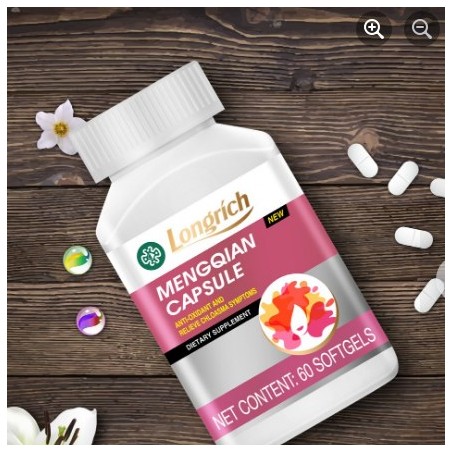 Longrich
NEW
MENGQIAN
CAPSULE
ANTI-OXIDANT AND
RELIEVE CHLOASMA SYMPTOMS
DIETARY SUPPLEMENT
NET CONTENT: 60 SOFTGELS